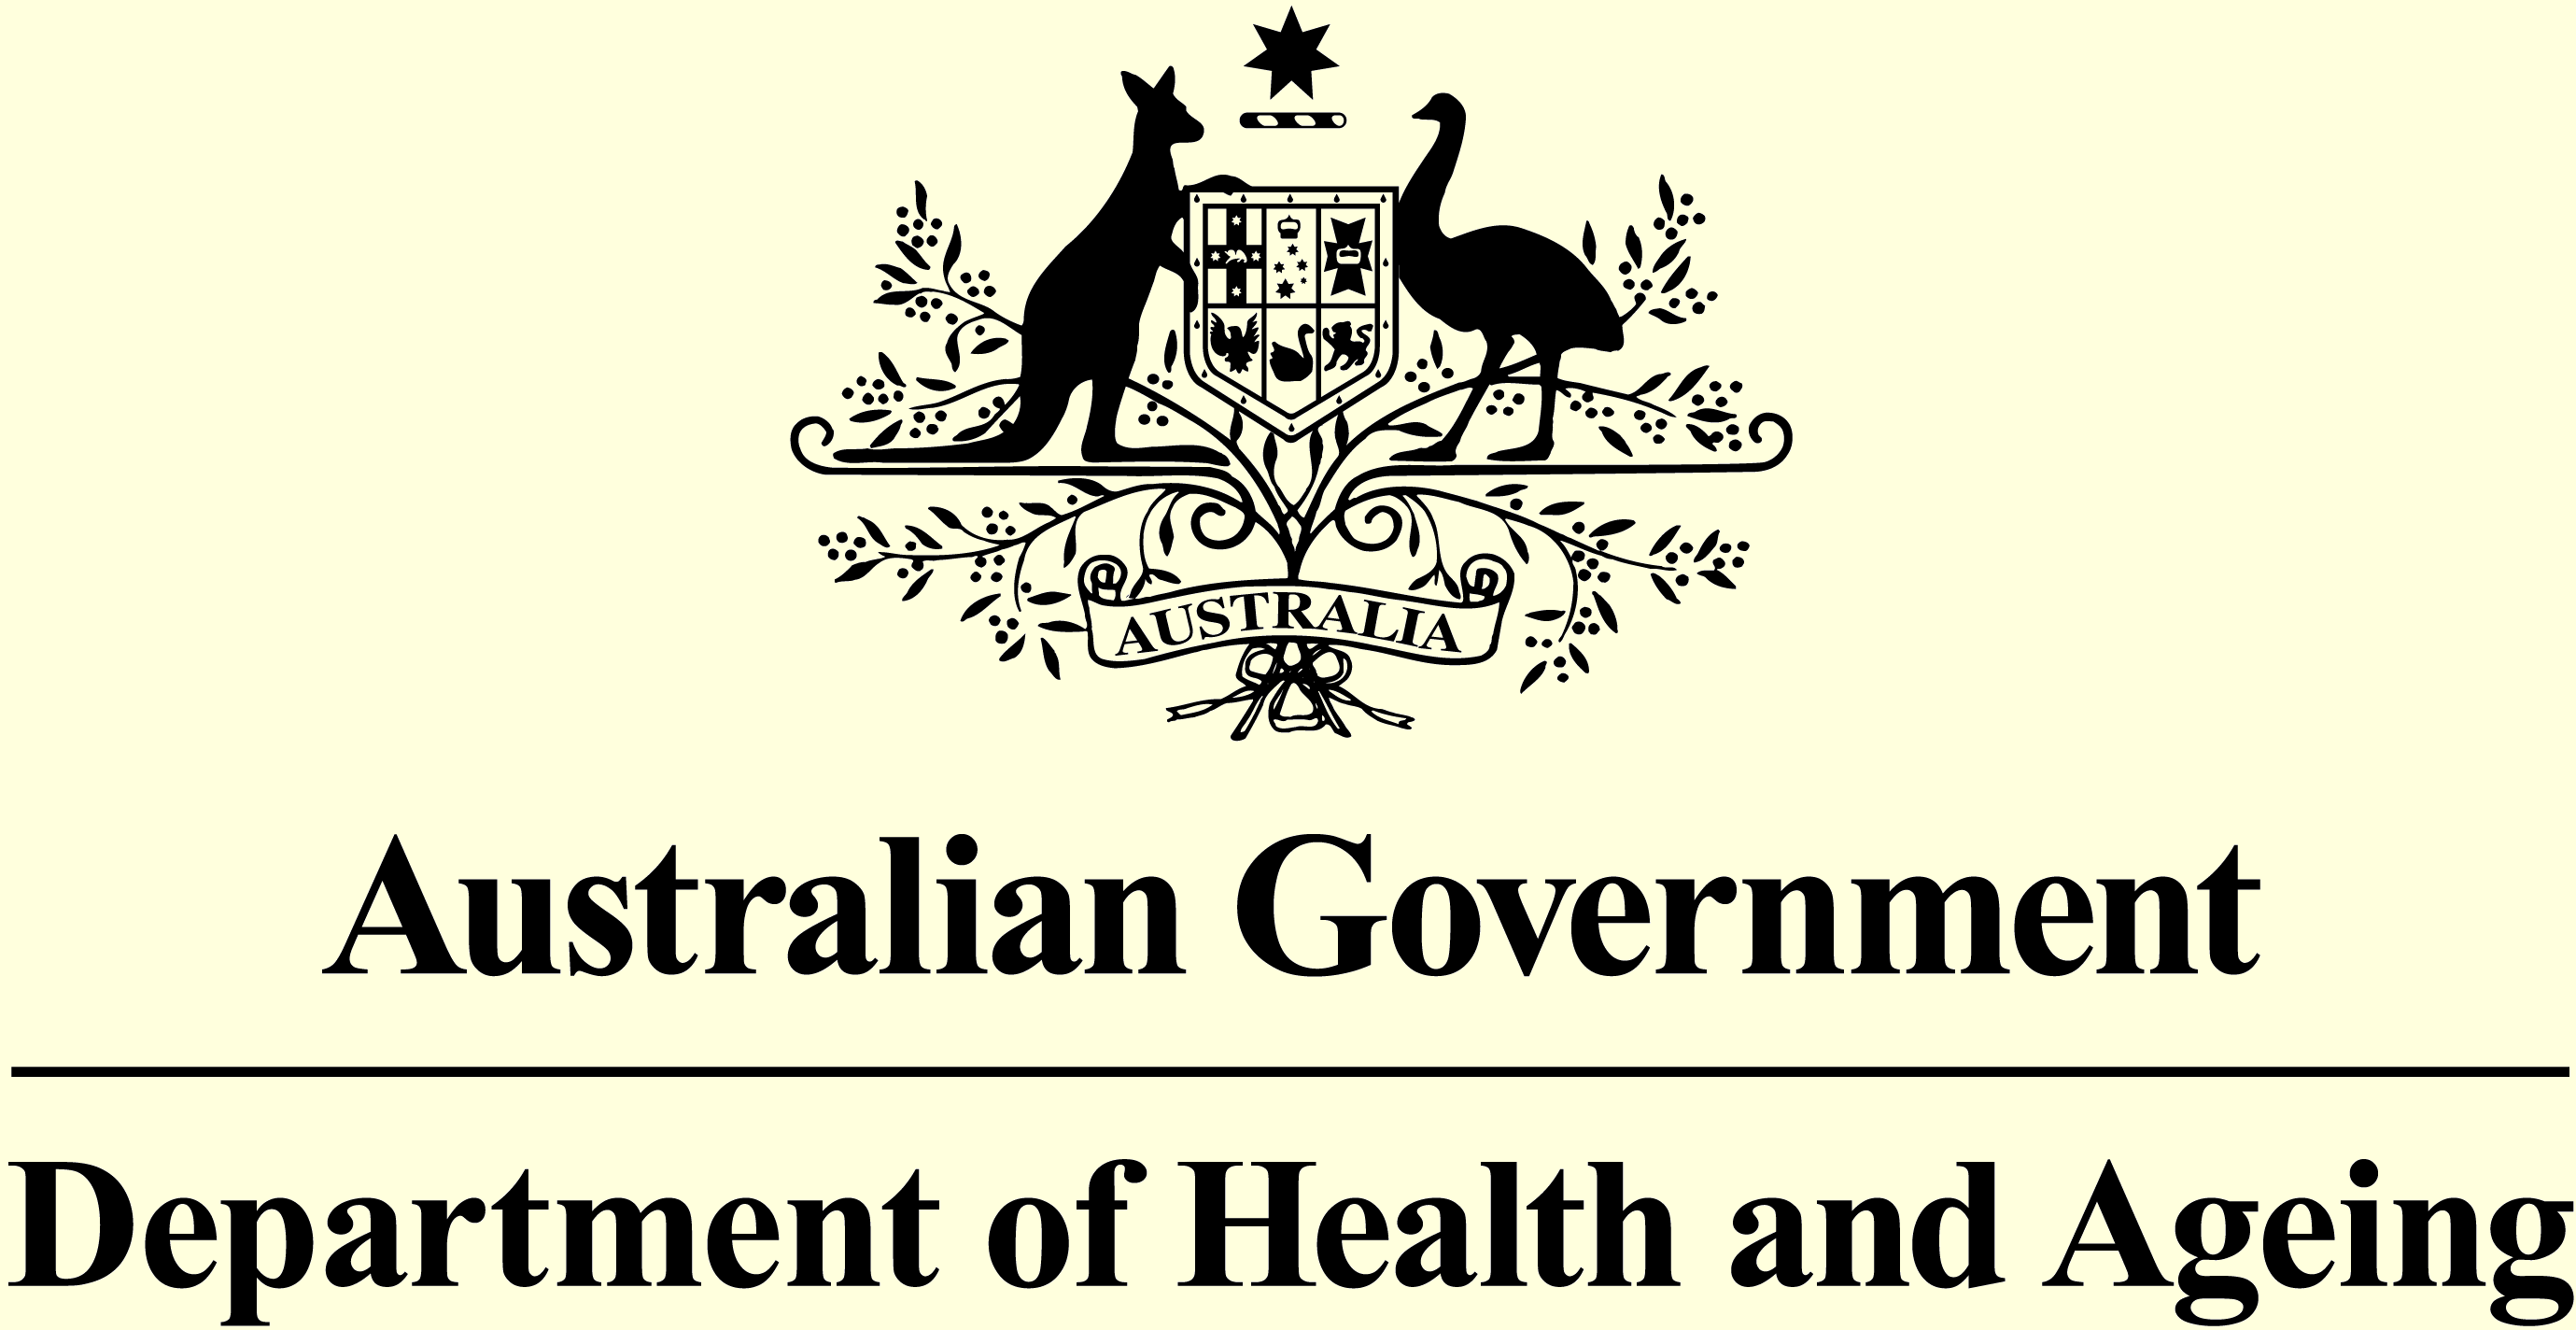 AUSTRALIA
Australian Government
Department of Health and Ageing